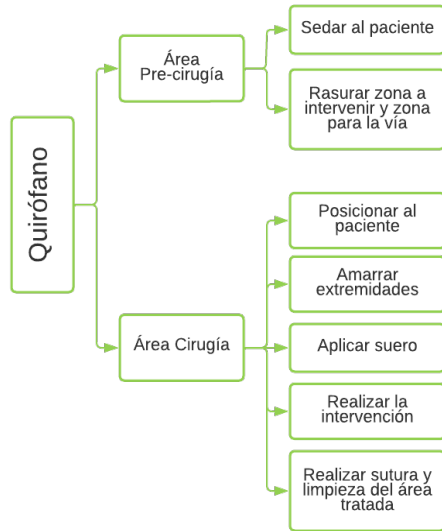 Quirófano
Área
Pre-cirugía
Sedar al paciente
Rasurar zona a
intervenir y zona
para la vía
Área Cirugía
Posicionar al
paciente
Amarrar
extremidades
Aplicar suero
Realizar la
intervención
Realizar sutura y
limpieza del área
tratada